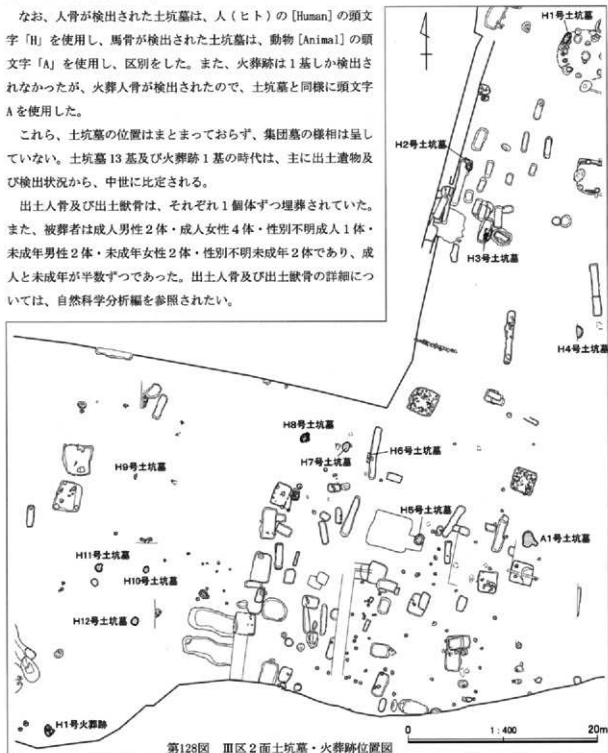 なお、人骨が検出された土坑墓は、人（ヒト）の [Human] の頭文
字「H」を使用し、馬骨が検出された土坑墓は、動物 [Animal] の頭
文字「A」を使用し、区別をした。また、火葬跡は1基しか検出さ
れなかったが、火葬人骨が検出されたので、土坑墓と同様に頭文字
Aを使用した。
これら、土坑墓の位置はまとまっておらず、集団墓の様相は呈し
ていない。土坑墓 13 基及び火葬跡 1 基の時代は、主に出土遺物及
び検出状況から、中世に比定される。
出土人骨及び出土獣骨は、それぞれ1個体ずつ埋葬されていた。
また、被葬者は成人男性2体・成人女性4体・性別不明成人1体・
未成年男性2体・未成年女性2体・性別不明未成年2体であり、成
人と未成年が半数ずつであった。出土人骨及び出土獣骨の詳細につ
いては、自然科学分析編を参照されたい。
H1号土坑墓
H2号土坑墓
H3号土坑墓
H4号土坑墓
H8号土坑墓
H7号土坑墓
H6号土坑墓
H9号土坑墓
H5号土坑墓
A1号土坑墓
H11号土坑墓
H10号土坑墓
H12号土坑墓
H1号火葬跡
0 1：400 20m
第128図 Ⅲ区2面土坑墓・火葬跡位置図